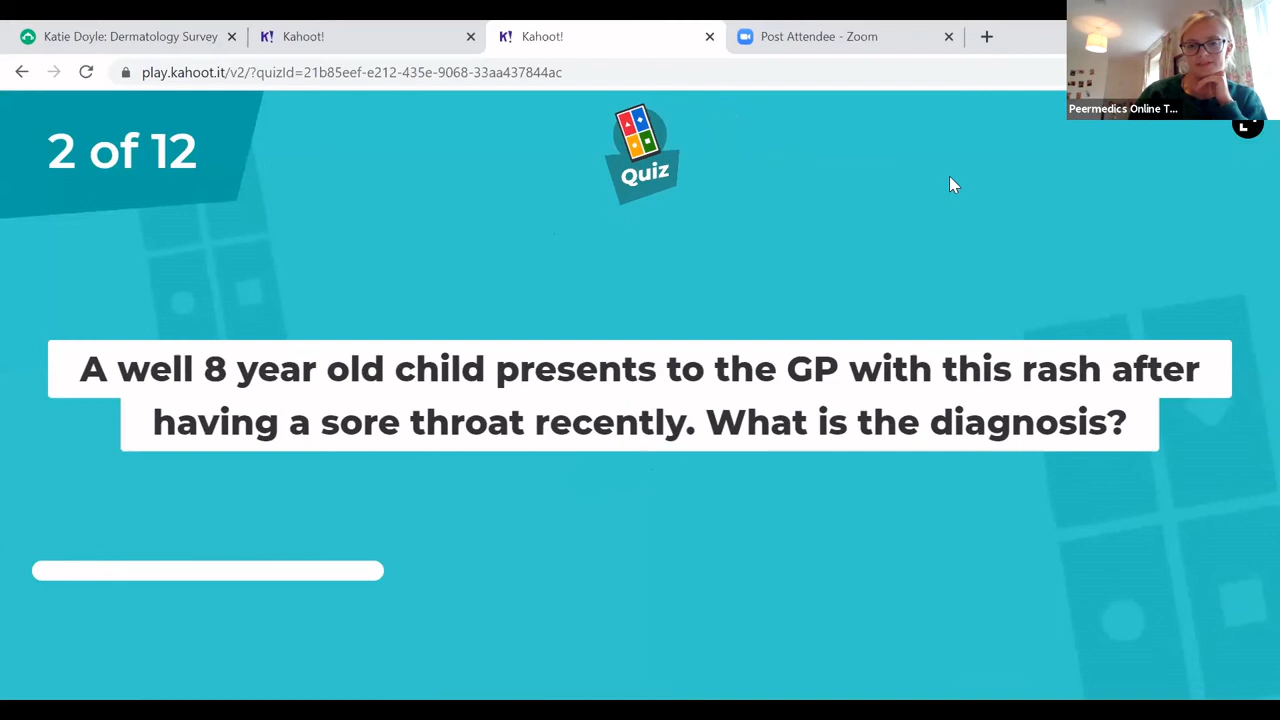 Katie Doyle: Dermatology Survey
K! Kahoot!
K! Kahoot!
Post Attendee - Zoom
play.kahoot.it/v2/?quizId=21b85eef-e212-435e-9068-33aa437844ac
Peermedics Online T...
2 of 12
Quiz
A well 8 year old child presents to the GP with this rash after
having a sore throat recently. What is the diagnosis?